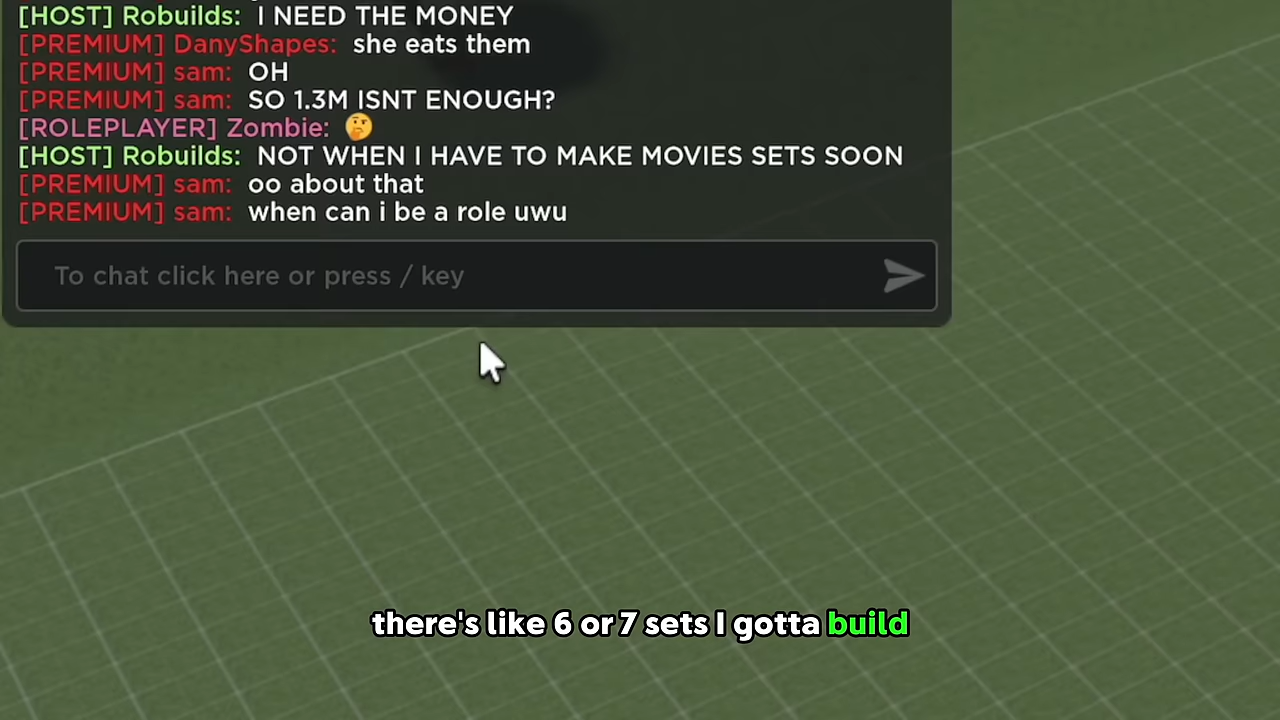 [HOST] Robuilds: I NEED THE MONEY
[PREMIUM] DanyShapes: she eats them
[PREMIUM] sam: OH
[PREMIUM] sam: SO 1.3M ISNT ENOUGH?
[ROLEPLAYER] Zombie: 🤔
[HOST] Robuilds: NOT WHEN I HAVE TO MAKE MOVIES SETS SOON
[PREMIUM] sam: oo about that
[PREMIUM] sam: when can i be a role uwu
To chat click here or press / key
there's like 6 or 7 sets I gotta build